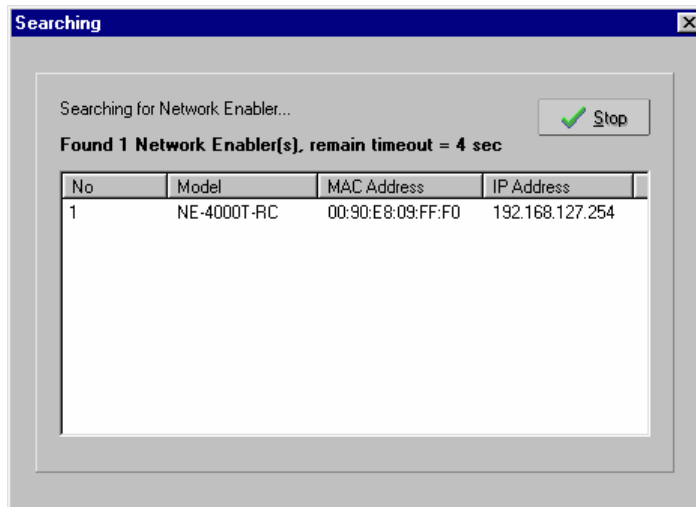 Searching
Searching for Network Enabler...
Stop
Found 1 Network Enabler(s), remain timeout = 4 sec
No Model MAC Address IP Address
1 NE-4000T-RC 00:90:E8:09:FF:F0 192.168.127.254